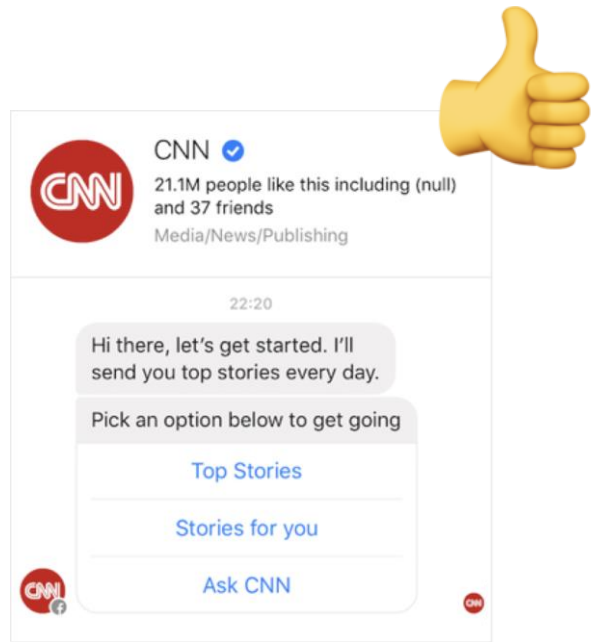 CNN
CNN
21.1M people like this including (null)
and 37 friends
Media/News/Publishing
22:20
Hi there, let's get started. I'll
send you top stories every day.
Pick an option below to get going
Top Stories
Stories for you
Ask CNN
CNN
CNN